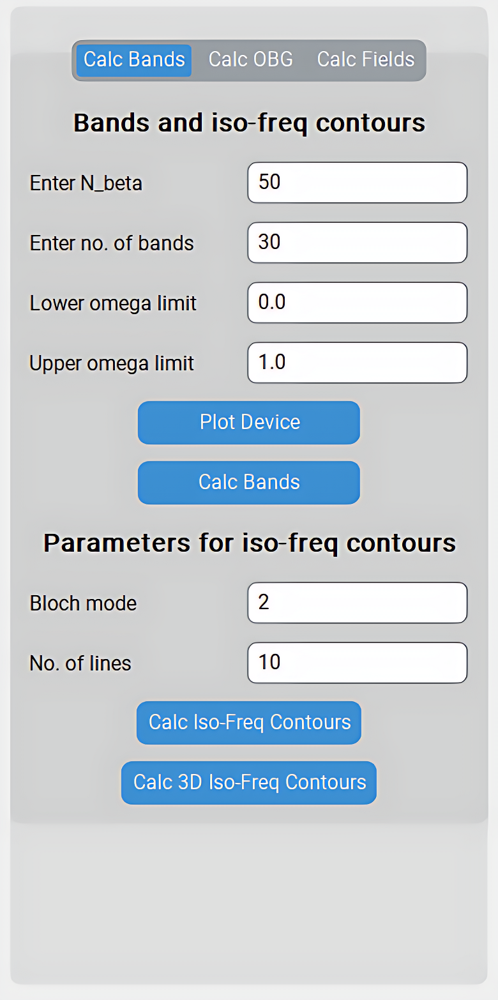 Calc Bands Calc OBG Calc Fields
Bands and iso-freq contours
Enter N_beta 50
Enter no. of bands 30
Lower omega limit 0.0
Upper omega limit 1.0
Plot Device
Calc Bands
Parameters for iso-freq contours
Bloch mode 2
No. of lines 10
Calc Iso-Freq Contours
Calc 3D Iso-Freq Contours